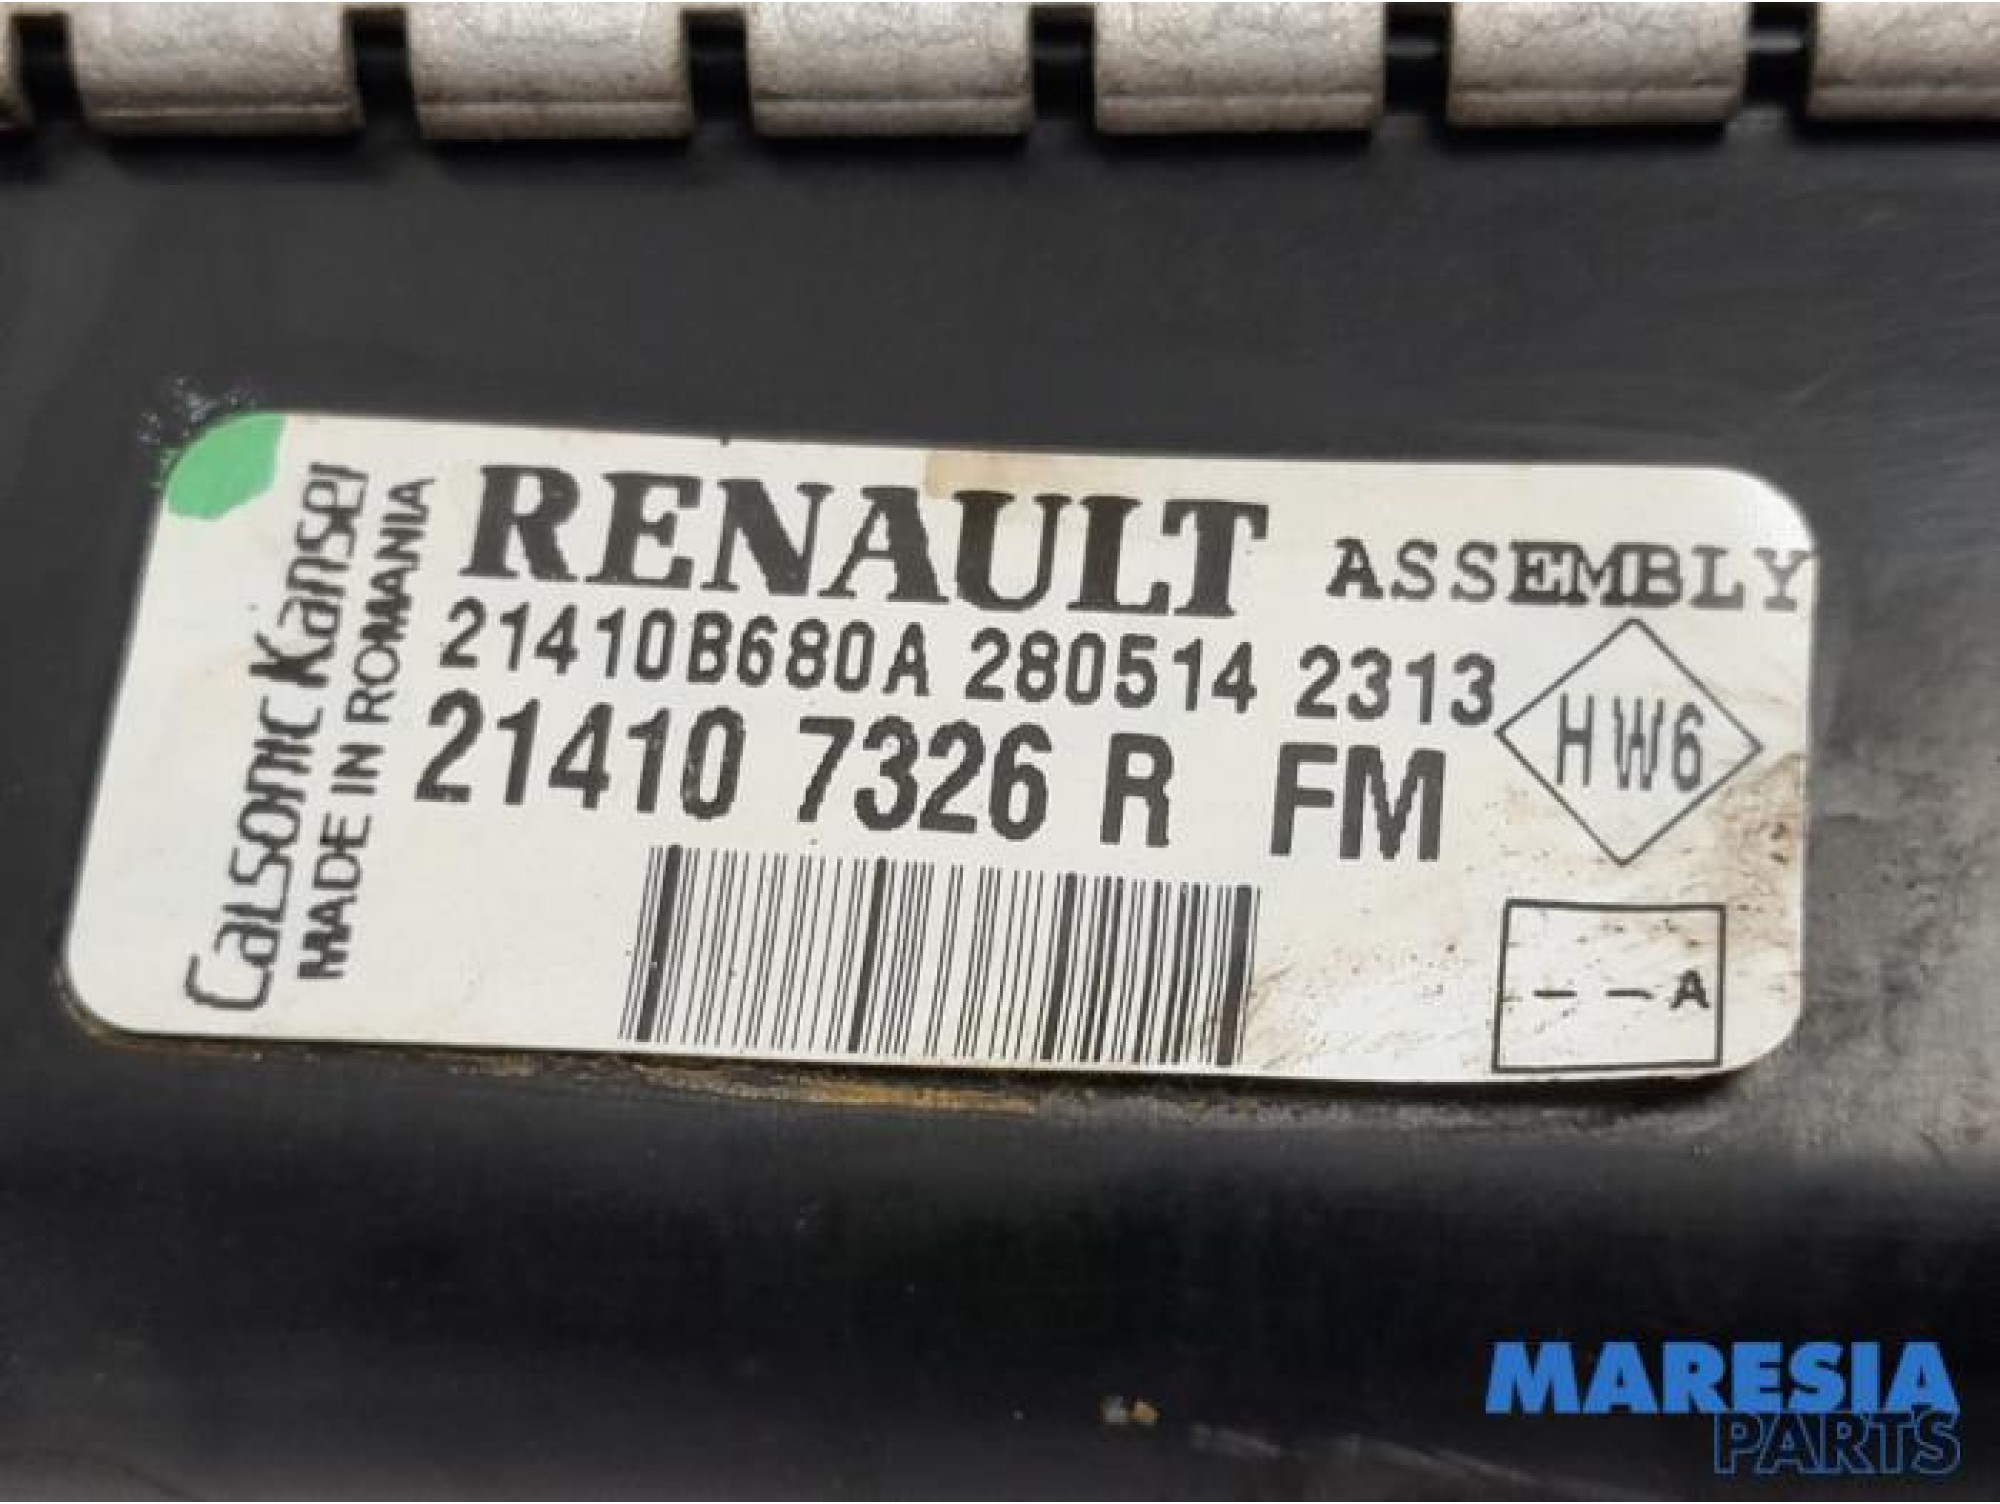 RENAULT ASSEMBLY
21410B680A 280514 2313
21410 7326 R FM
HW6
--A
Calsonic Kansei
MADE IN ROMANIA
MARESIA
PARTS